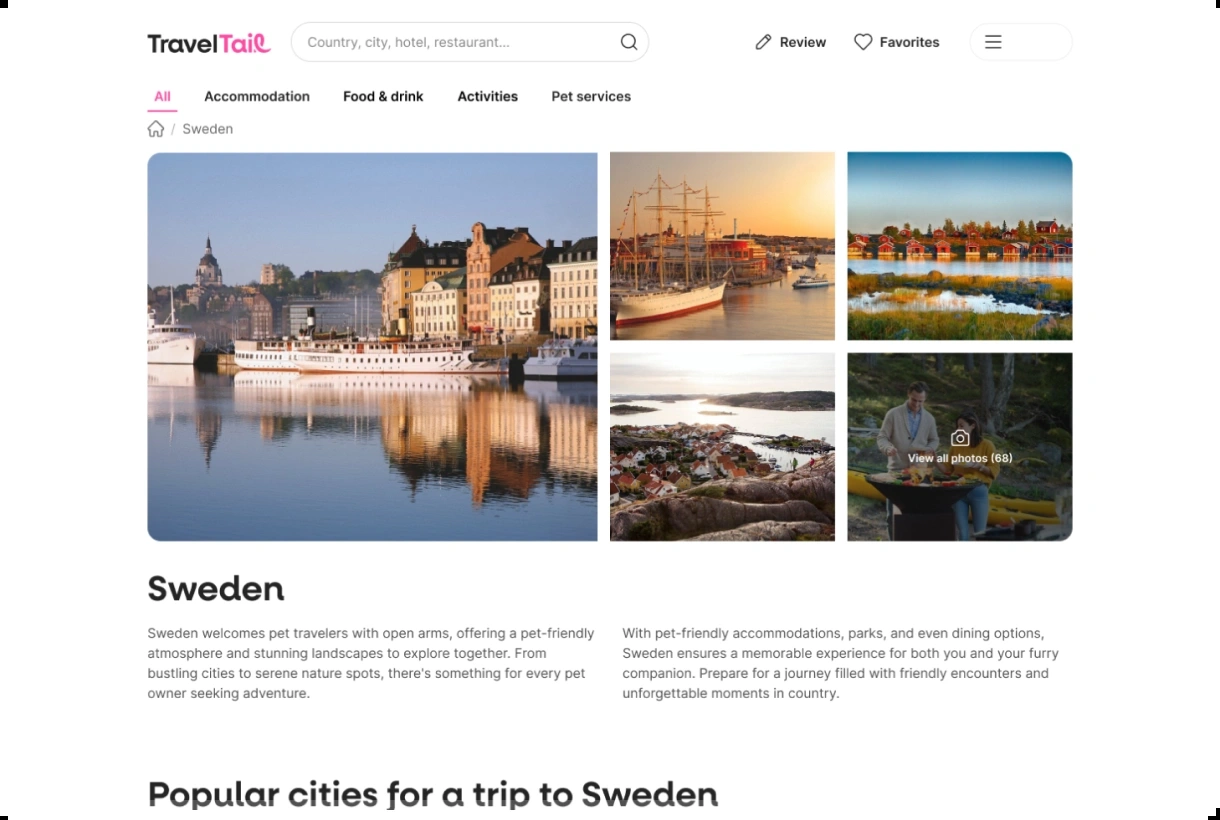 TravelTail
Country, city, hotel, restaurant...
Review
Favorites
All
Accommodation
Food & drink
Activities
Pet services
/ Sweden
View all photos (68)
Sweden
Sweden welcomes pet travelers with open arms, offering a pet-friendly
atmosphere and stunning landscapes to explore together. From
bustling cities to serene nature spots, there's something for every pet
owner seeking adventure.
With pet-friendly accommodations, parks, and even dining options,
Sweden ensures a memorable experience for both you and your furry
companion. Prepare for a journey filled with friendly encounters and
unforgettable moments in country.
Popular cities for a trip to Sweden